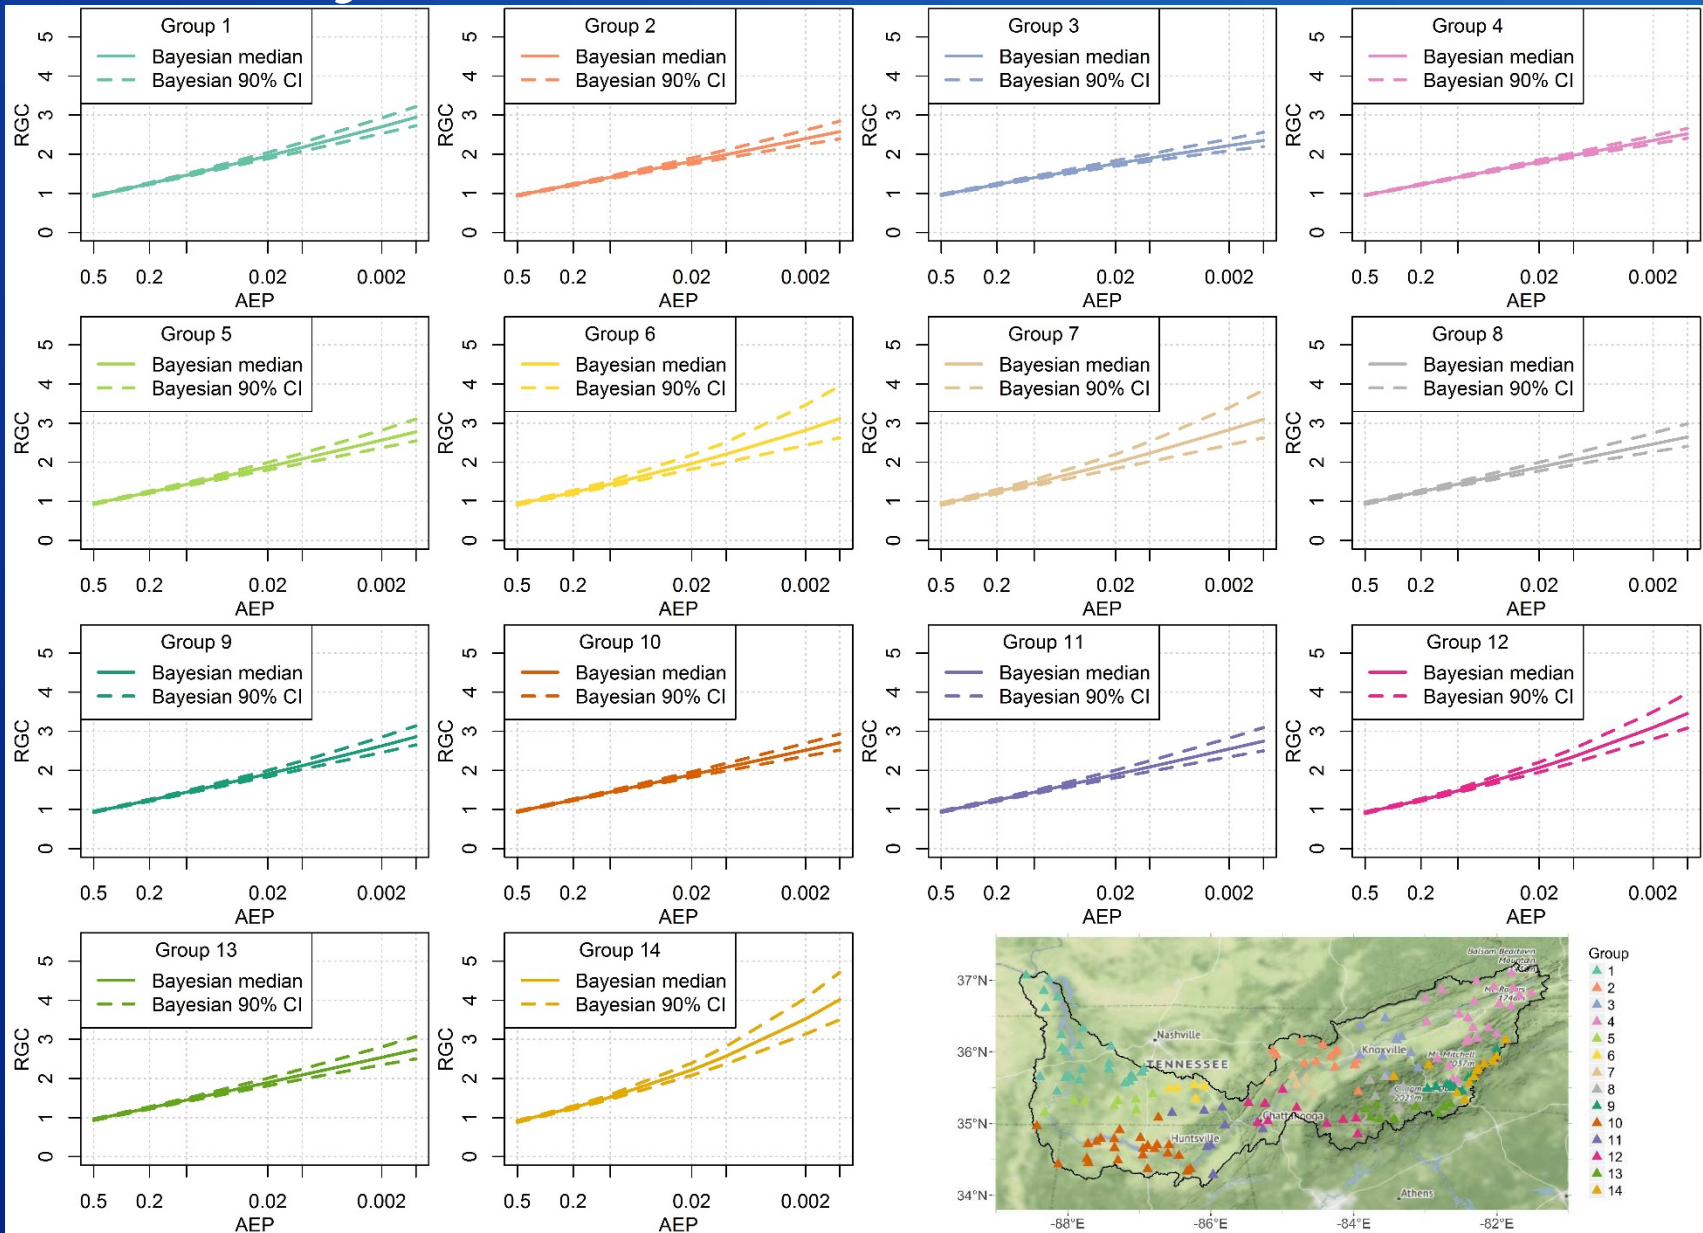 Group 1
Bayesian median
Bayesian 90% CI
RGC
5
4
3
2
1
0
0.5 0.2 0.02 0.002
AEP
Group 2
Bayesian median
Bayesian 90% CI
RGC
5
4
3
2
1
0
0.5 0.2 0.02 0.002
AEP
Group 3
Bayesian median
Bayesian 90% CI
RGC
5
4
3
2
1
0
0.5 0.2 0.02 0.002
AEP
Group 4
Bayesian median
Bayesian 90% CI
RGC
5
4
3
2
1
0
0.5 0.2 0.02 0.002
AEP
Group 5
Bayesian median
Bayesian 90% CI
RGC
5
4
3
2
1
0
0.5 0.2 0.02 0.002
AEP
Group 6
Bayesian median
Bayesian 90% CI
RGC
5
4
3
2
1
0
0.5 0.2 0.02 0.002
AEP
Group 7
Bayesian median
Bayesian 90% CI
RGC
5
4
3
2
1
0
0.5 0.2 0.02 0.002
AEP
Group 8
Bayesian median
Bayesian 90% CI
RGC
5
4
3
2
1
0
0.5 0.2 0.02 0.002
AEP
Group 9
Bayesian median
Bayesian 90% CI
RGC
5
4
3
2
1
0
0.5 0.2 0.02 0.002
AEP
Group 10
Bayesian median
Bayesian 90% CI
RGC
5
4
3
2
1
0
0.5 0.2 0.02 0.002
AEP
Group 11
Bayesian median
Bayesian 90% CI
RGC
5
4
3
2
1
0
0.5 0.2 0.02 0.002
AEP
Group 12
Bayesian median
Bayesian 90% CI
RGC
5
4
3
2
1
0
0.5 0.2 0.02 0.002
AEP
Group 13
Bayesian median
Bayesian 90% CI
RGC
5
4
3
2
1
0
0.5 0.2 0.02 0.002
AEP
Group 14
Bayesian median
Bayesian 90% CI
RGC
5
4
3
2
1
0
0.5 0.2 0.02 0.002
AEP
37°N
36°N
35°N
34°N
-88°E -86°E -84°E -82°E
Balsam Beartown
Mountain
Nashville
TENNESSEE
Knoxville
Mt. Mitchell
Huntsville
Athens
Group
1
2
3
4
5
6
7
8
9
10
11
12
13
14